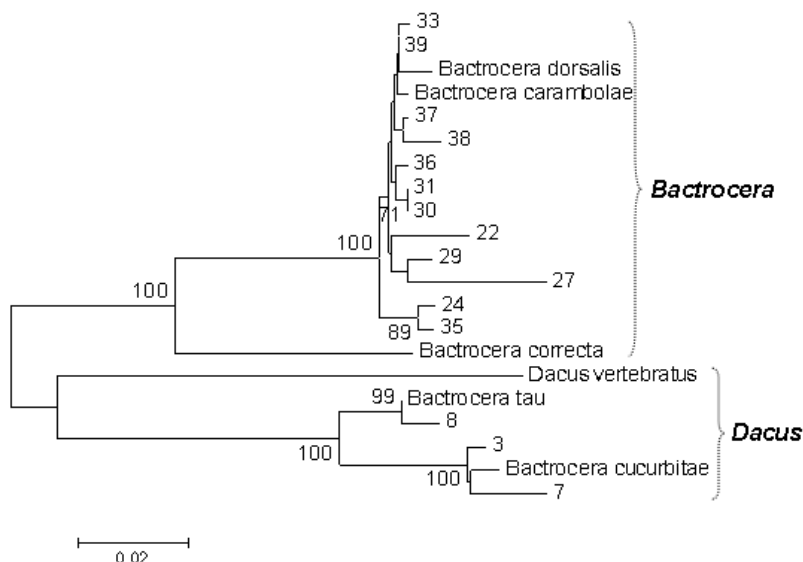 33
39
Bactrocera dorsalis
Bactrocera carambolae
37
38
36
31
Bactrocera
30
1
22
100
29
27
100
24
89
35
Bactrocera correcta
Dacus vertebratus
99
Bactrocera tau
8
Dacus
100
3
100
Bactrocera cucurbitae
7
0.02